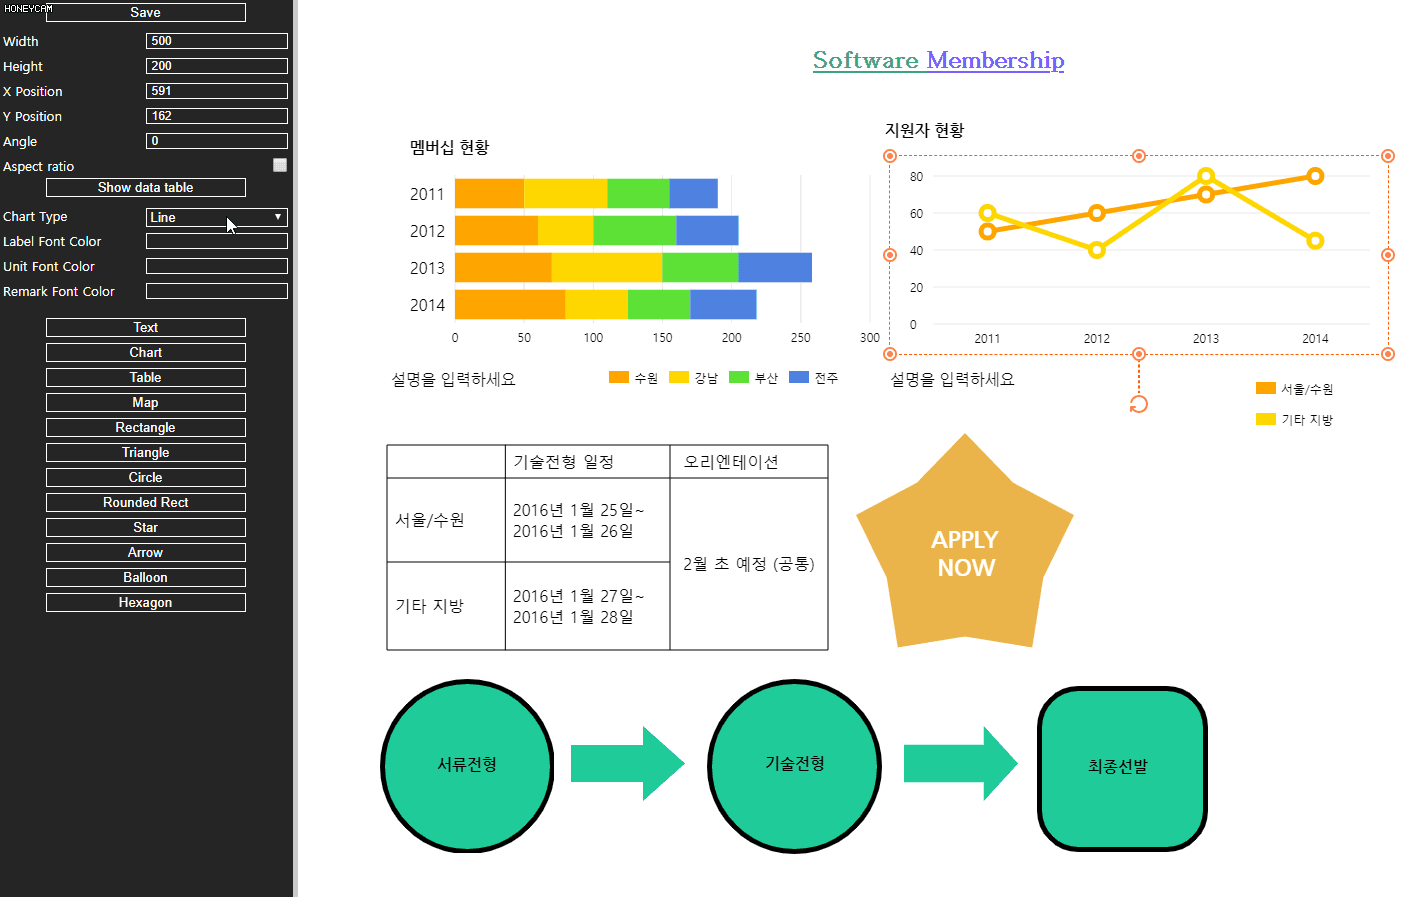 HONEYCAM
Save
Width 500
Height 200
X Position 591
Y Position 162
Angle 0
Aspect ratio
Show data table
Chart Type Line
Label Font Color
Unit Font Color
Remark Font Color
Text
Chart
Table
Map
Rectangle
Triangle
Circle
Rounded Rect
Star
Arrow
Balloon
Hexagon
Software Membership
멤버십 현황
2011
2012
2013
2014
0 50 100 150 200 250 300
설명을 입력하세요
수원 강남 부산 전주
지원자 현황
80
60
40
20
0
2011 2012 2013 2014
설명을 입력하세요
서울/수원
기타 지방
기술전형 일정 오리엔테이션
서울/수원
2016년 1월 25일~
2016년 1월 26일
2월 초 예정 (공통)
기타 지방
2016년 1월 27일~
2016년 1월 28일
APPLY
NOW
서류전형
기술전형
최종선발